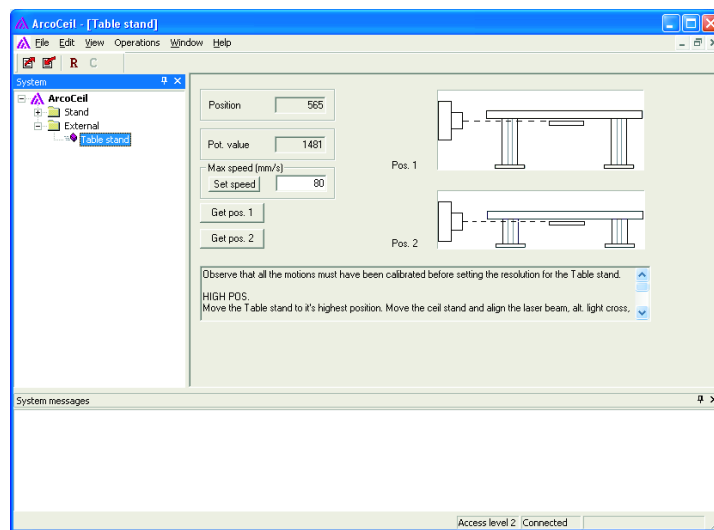 ArcoCeil - [Table stand]
File Edit View Operations Window Help
R C
System
ArcoCeil
Stand
External
Table stand
Position 565
Pot. value 1481
Max speed (mm/s)
Set speed 80
Get pos. 1
Get pos. 2
Pos. 1
Pos. 2
Observe that all the motions must have been calibrated before setting the resolution for the Table stand.
HIGH POS.
Move the Table stand to it's highest position. Move the ceil stand and align the laser beam, alt. light cross,
System messages
Access level 2 Connected